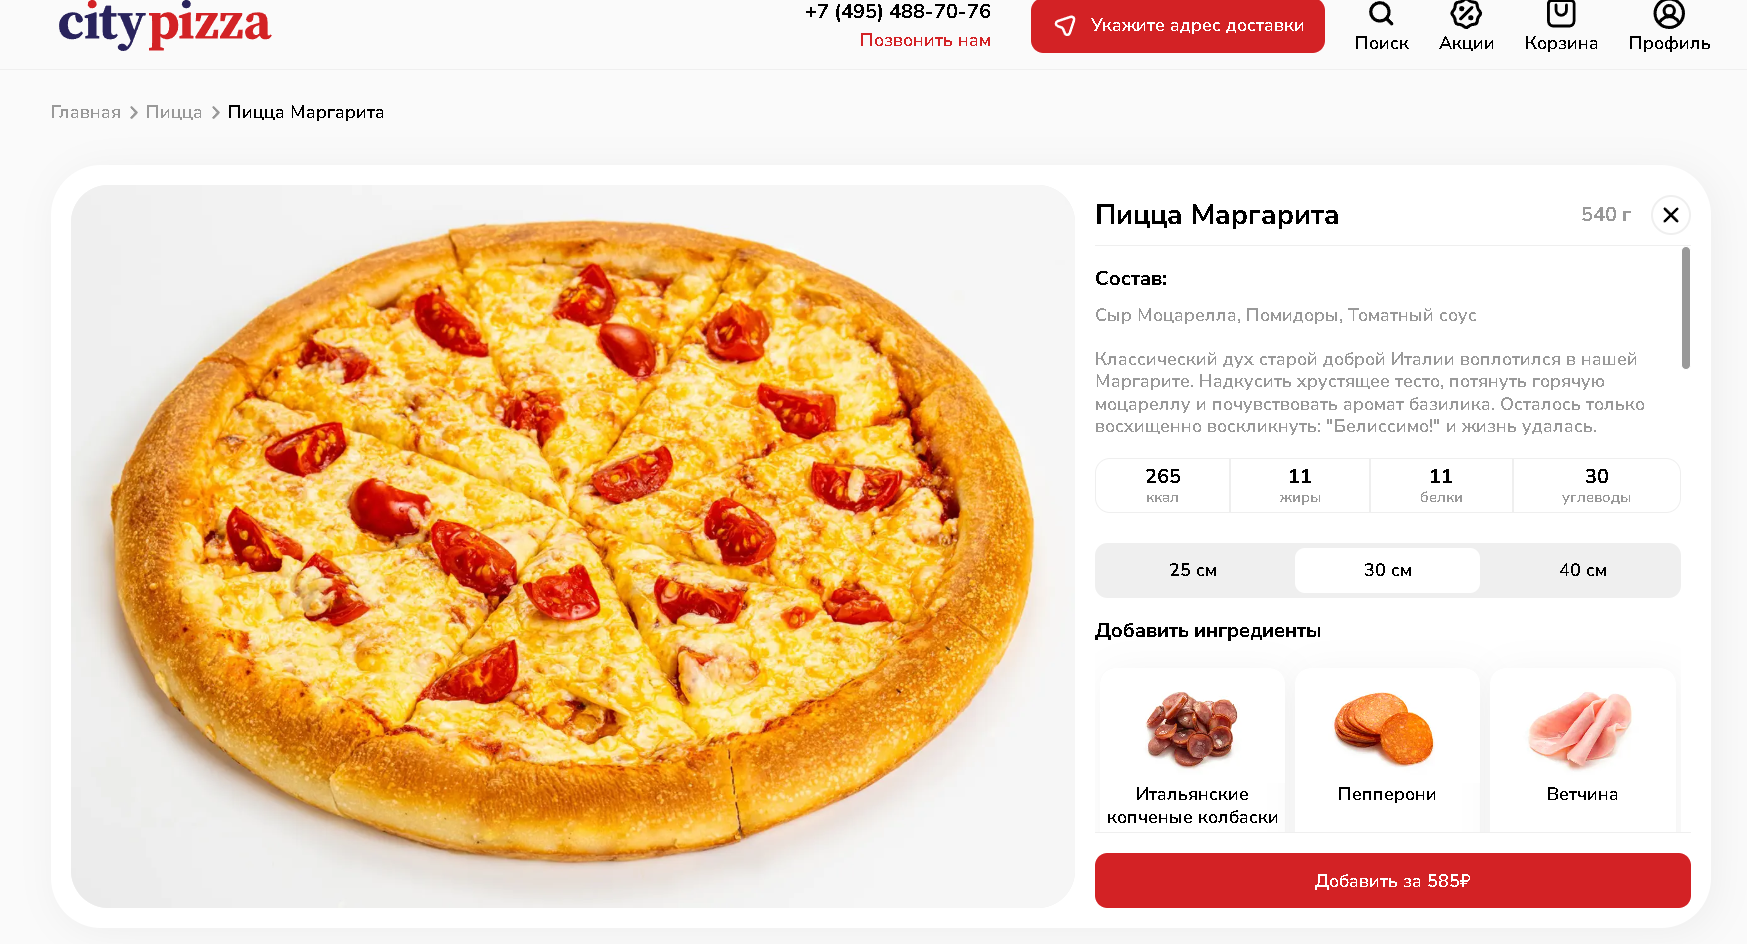 citypizza
+7 (495) 488-70-76
Позвонить нам
Укажите адрес доставки
Поиск
Акции
Корзина
Профиль
Главная > Пицца > Пицца Маргарита
Пицца Маргарита
540 г
Состав:
Сыр Моцарелла, Помидоры, Томатный соус
Классический дух старой доброй Италии воплотился в нашей
Маргарите. Надкусить хрустящее тесто, потянуть горячую
моцареллу и почувствовать аромат базилика. Осталось только
восхищенно воскликнуть: "Белиссимо!" и жизнь удалась.
265
ккал
11
жиры
11
белки
30
углеводы
25 см
30 см
40 см
Добавить ингредиенты
Итальянские
копченые колбаски
Пепперони
Ветчина
Добавить за 585₽